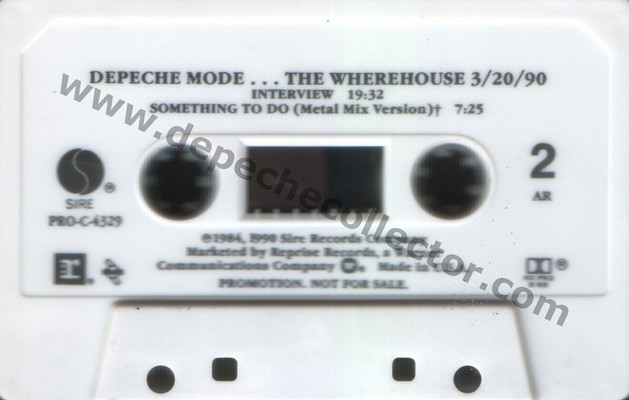 DEPECHE MODE . . . THE WHEREHOUSE 3/20/90
INTERVIEW 19:32
SOMETHING TO DO (Metal Mix Version)† 7:25
SIRE ®
PRO-C-4329
2
AR
℗1984, 1990 Sire Records Company
Marketed by Reprise Records, a
Communications Company Made in
PROMOTION. NOT FOR SALE.
www.depechecollector.com